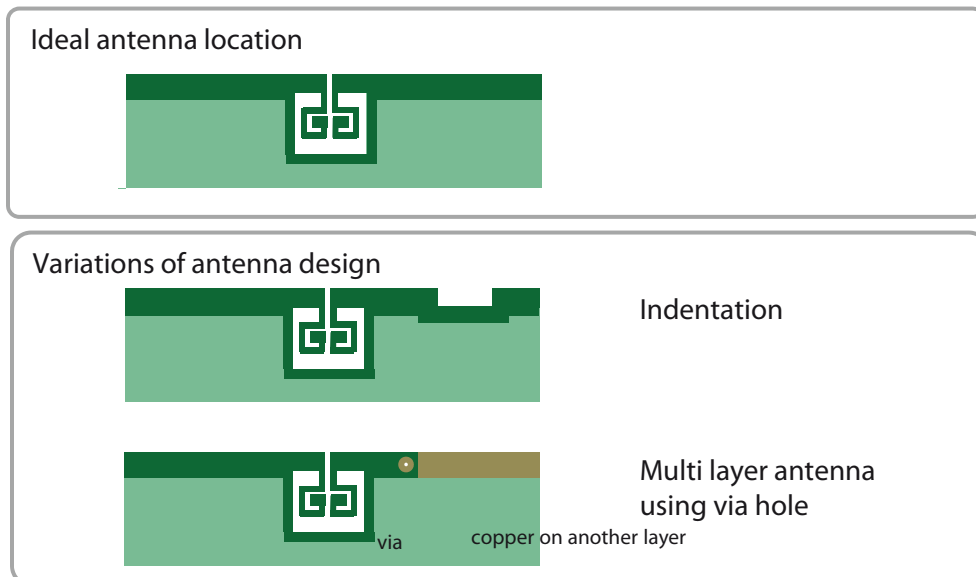 Ideal antenna location
Variations of antenna design
Indentation
Multi layer antenna
using via hole
via
copper on another layer